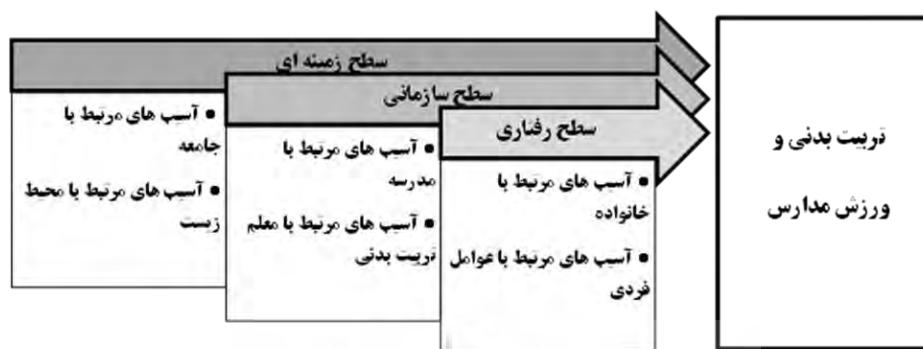 سطح زمینه ای
● آسیب های مرتبط با
جامعه
● آسیب های مرتبط با محیط
زیست
سطح سازمانی
● آسیب های مرتبط با
مدرسه
● آسیب های مرتبط با معلم
تربیت بدنی
سطح رفتاری
● آسیب های مرتبط با
خانواده
● آسیب های مرتبط با عوامل
فردی
تربیت بدنی و
ورزش مدارس